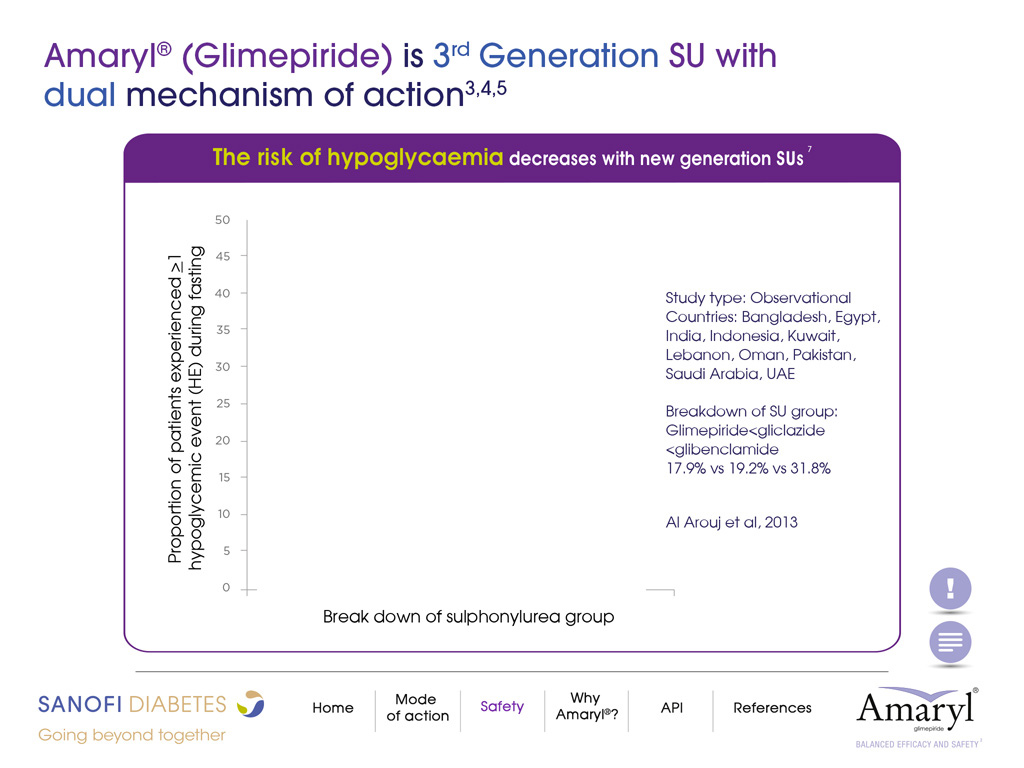 Amaryl® (Glimepiride) is 3rd Generation SU with
dual mechanism of action3,4,5
The risk of hypoglycaemia decreases with new generation SUs 7
Proportion of patients experienced ≥1
hypoglycemic event (HE) during fasting
50
45
40
35
30
25
20
15
10
5
0
Break down of sulphonylurea group
Study type: Observational
Countries: Bangladesh, Egypt,
India, Indonesia, Kuwait,
Lebanon, Oman, Pakistan,
Saudi Arabia, UAE
Breakdown of SU group:
Glimepiride<gliclazide
<glibenclamide
17.9% vs 19.2% vs 31.8%
Al Arouj et al, 2013
!
SANOFI DIABETES
Going beyond together
Home
Mode
of action
Safety
Why
Amaryl®?
API
References
Amaryl®
glimepiride
BALANCED EFFICACY AND SAFETY 1